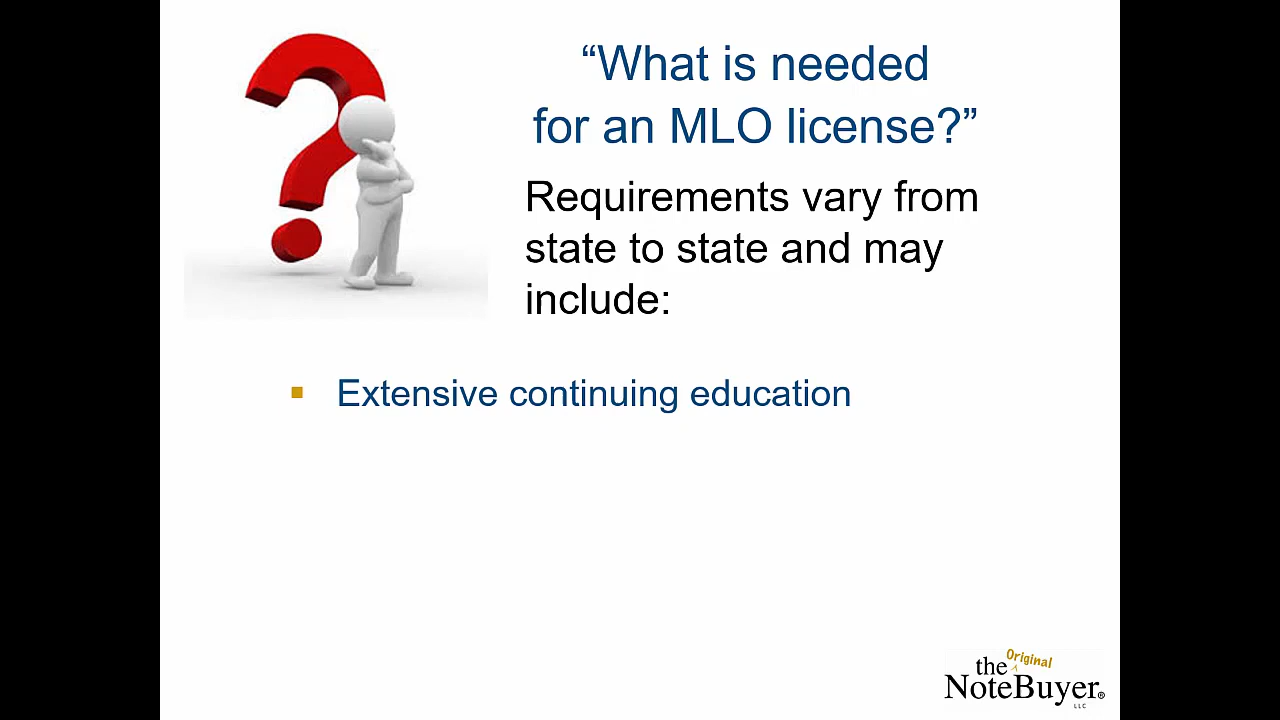 “What is needed
for an MLO license?”
Requirements vary from
state to state and may
include:
▪ Extensive continuing education
the Original
NoteBuyer®
LLC